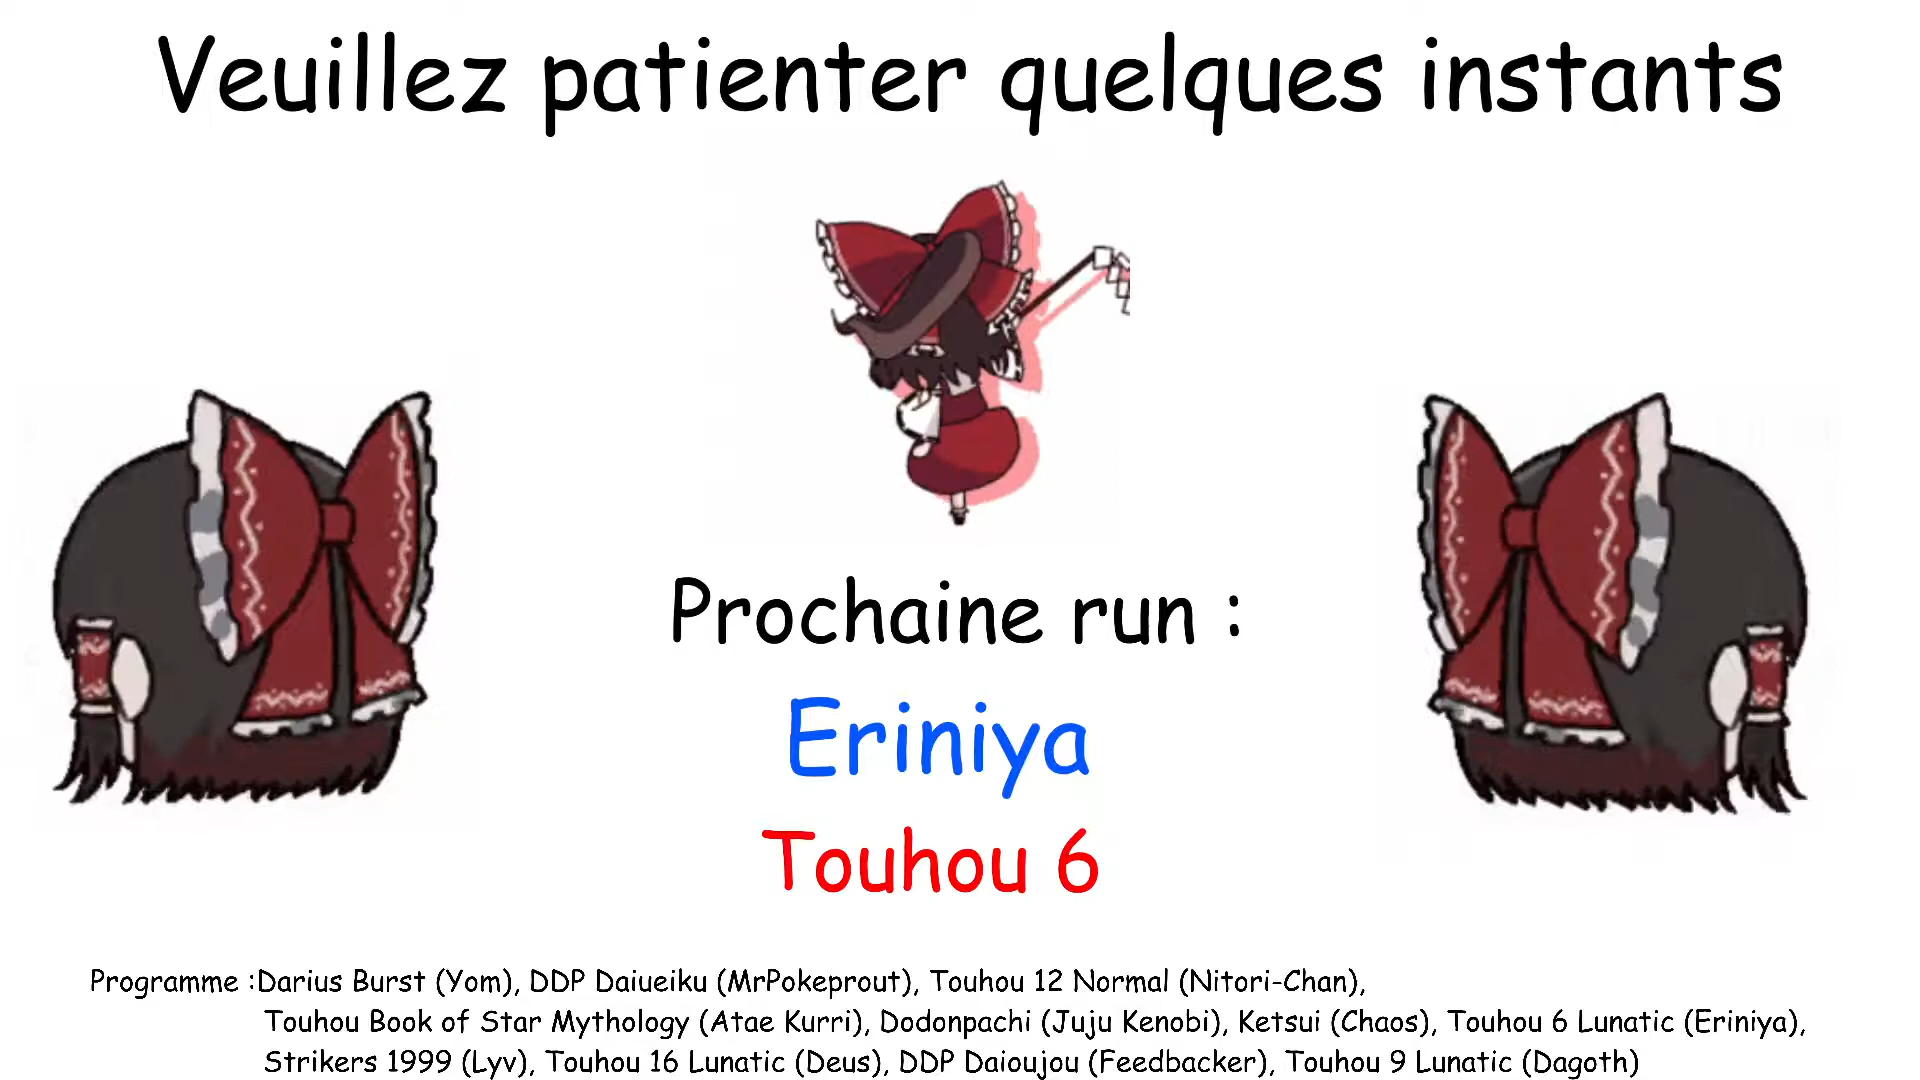 Veuillez patienter quelques instants
Prochaine run :
Eriniya
Touhou 6
Programme :Darius Burst (Yom), DDP Daiueiku (MrPokeprout), Touhou 12 Normal (Nitori-Chan),
Touhou Book of Star Mythology (Atae Kurri), Dodonpachi (Juju Kenobi), Ketsui (Chaos), Touhou 6 Lunatic (Eriniya),
Strikers 1999 (Lyv), Touhou 16 Lunatic (Deus), DDP Daioujou (Feedbacker), Touhou 9 Lunatic (Dagoth)